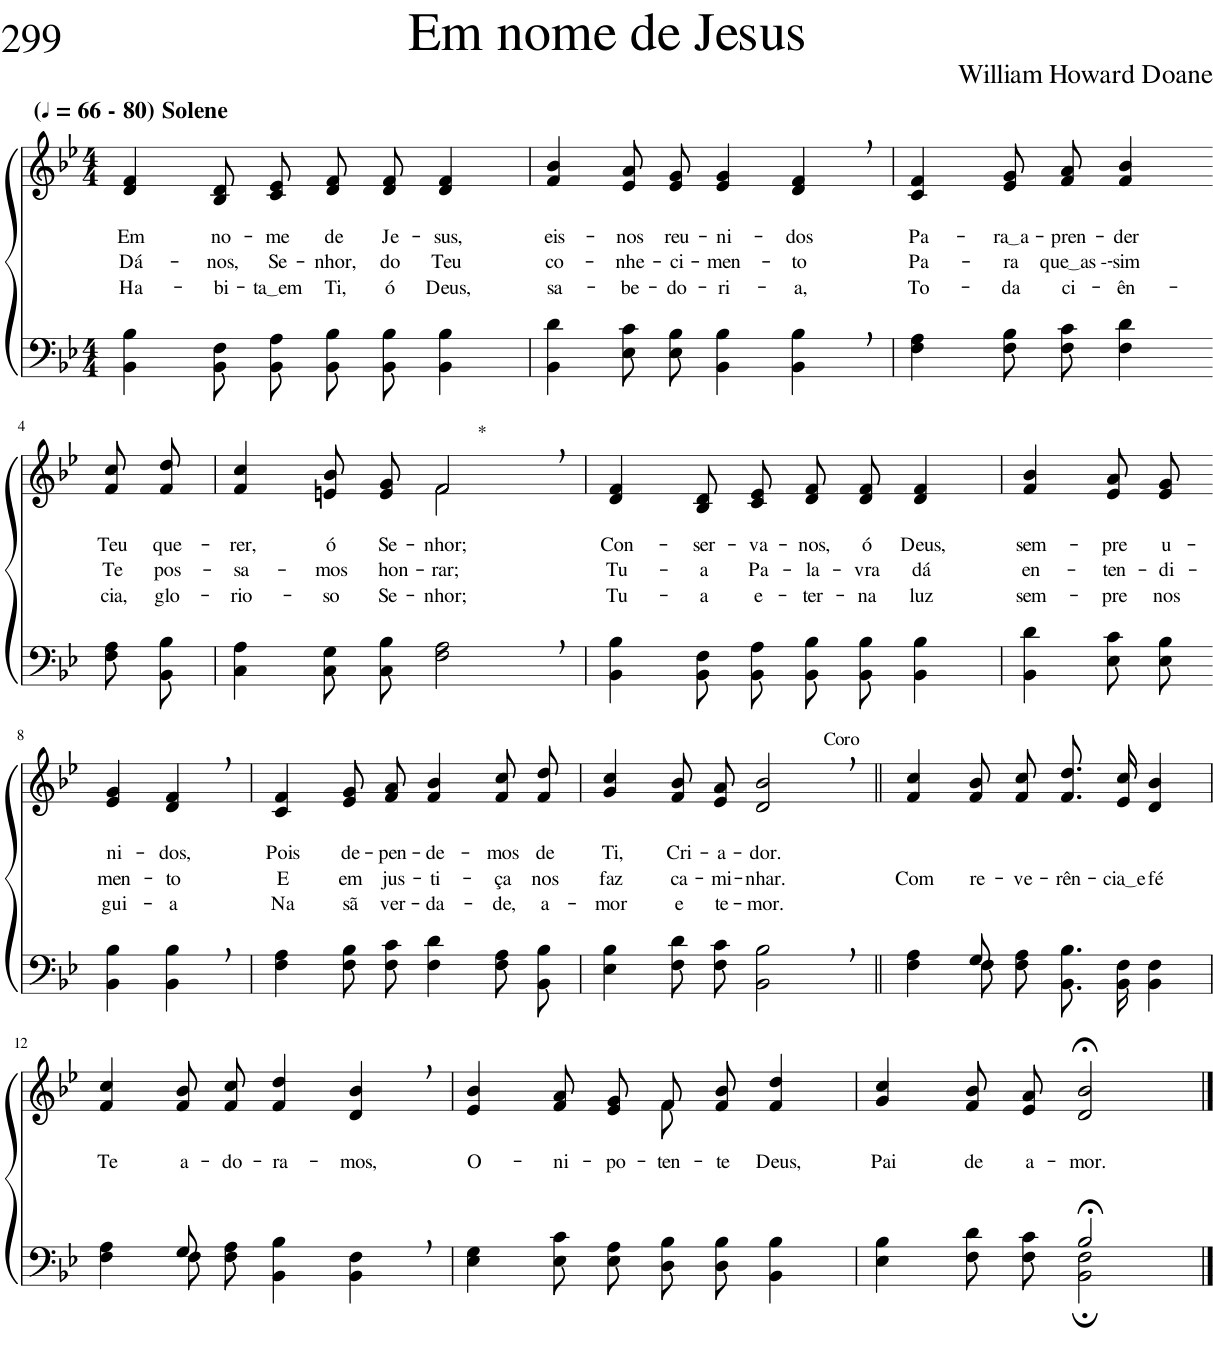 299
Em nome de Jesus
William Howard Doane
(♩ = 66 - 80) Solene
Em no - me de Je - sus, eis - nos reu - ni - dos Pa - ra‿a - pren - der
Dá - nos, Se - nhor, do Teu co - nhe - ci - men - to Pa - ra que‿as - sim
Ha - bi - ta‿em Ti, ó Deus, sa - be - do - ri - a, To - da ci - ên -
4
*
Teu que - rer, ó Se - nhor; Con - ser - va - nos, ó Deus, sem - pre u -
Te pos - sa - mos hon - rar; Tu - a Pa - la - vra dá en - ten - di -
cia, glo - rio - so Se - nhor; Tu - a e - ter - na luz sem - pre nos
8
Coro
ni - dos, Pois de - pen - de - mos de Ti, Cri - a - dor.
men - to E em jus - ti - ça nos faz ca - mi - nhar. Com re - ve - rên - cia‿e fé
gui - a Na sã ver - da - de, a - mor e te - mor.
12
Te a - do - ra - mos, O - ni - po - ten - te Deus, Pai de a - mor.